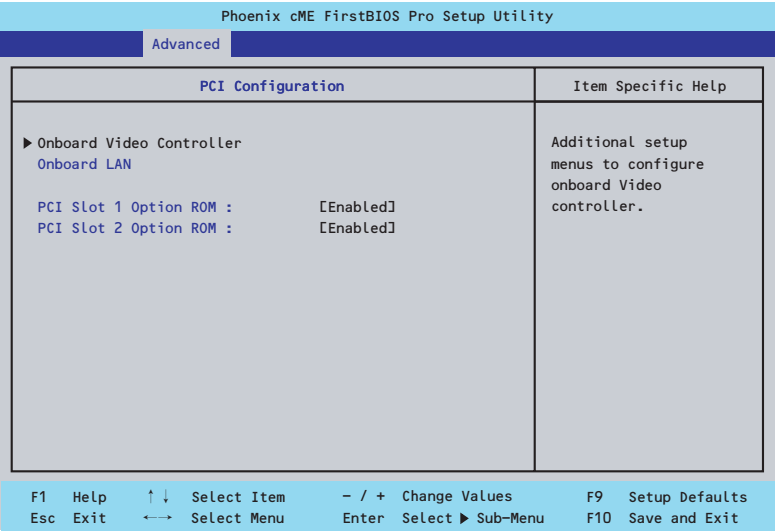 Phoenix cME FirstBIOS Pro Setup Utility
Advanced
PCI Configuration
Item Specific Help
▶Onboard Video Controller
Onboard LAN
PCI Slot 1 Option ROM : [Enabled]
PCI Slot 2 Option ROM : [Enabled]
Additional setup
menus to configure
onboard Video
controller.
F1 Help ↑↓ Select Item − / + Change Values F9 Setup Defaults
Esc Exit ←→ Select Menu Enter Select ▶ Sub−Menu F10 Save and Exit